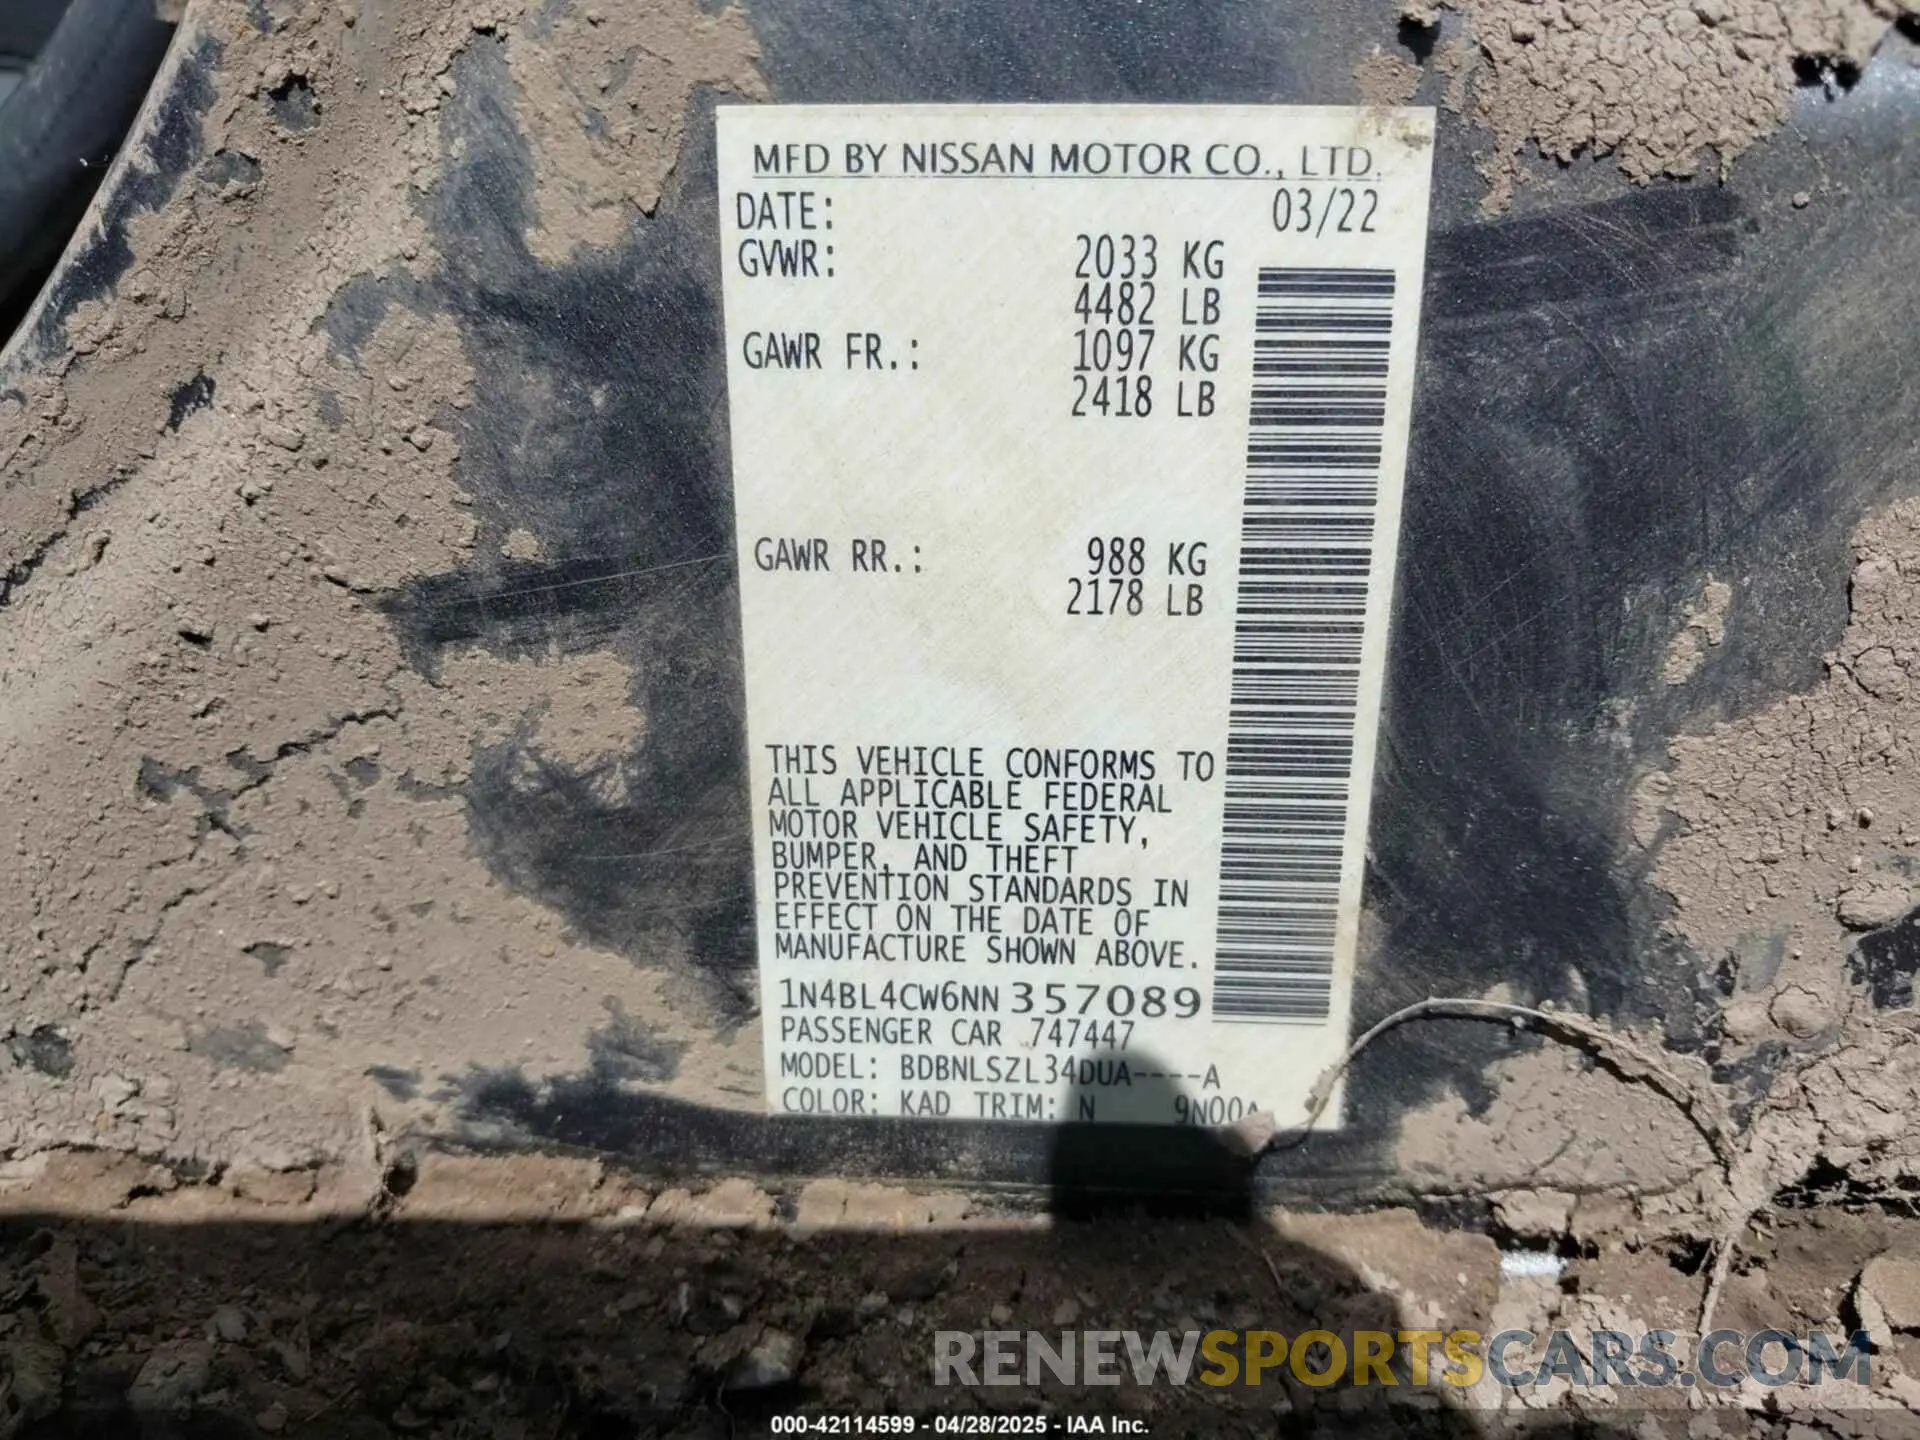 MFD BY NISSAN MOTOR CO., LTD.
DATE: 03/22
GVWR: 2033 KG
4482 LB
GAWR FR.: 1097 KG
2418 LB
GAWR RR.: 988 KG
2178 LB
THIS VEHICLE CONFORMS TO
ALL APPLICABLE FEDERAL
MOTOR VEHICLE SAFETY,
BUMPER, AND THEFT
PREVENTION STANDARDS IN
EFFECT ON THE DATE OF
MANUFACTURE SHOWN ABOVE.
1N4BL4CW6NN357089
PASSENGER CAR 747447
MODEL: BDBNLSZL34DUA----A
COLOR: KAD TRIM: N 9N00A
RENEWSPORTSCARS.COM
000-42114599 - 04/28/2025 - IAA Inc.